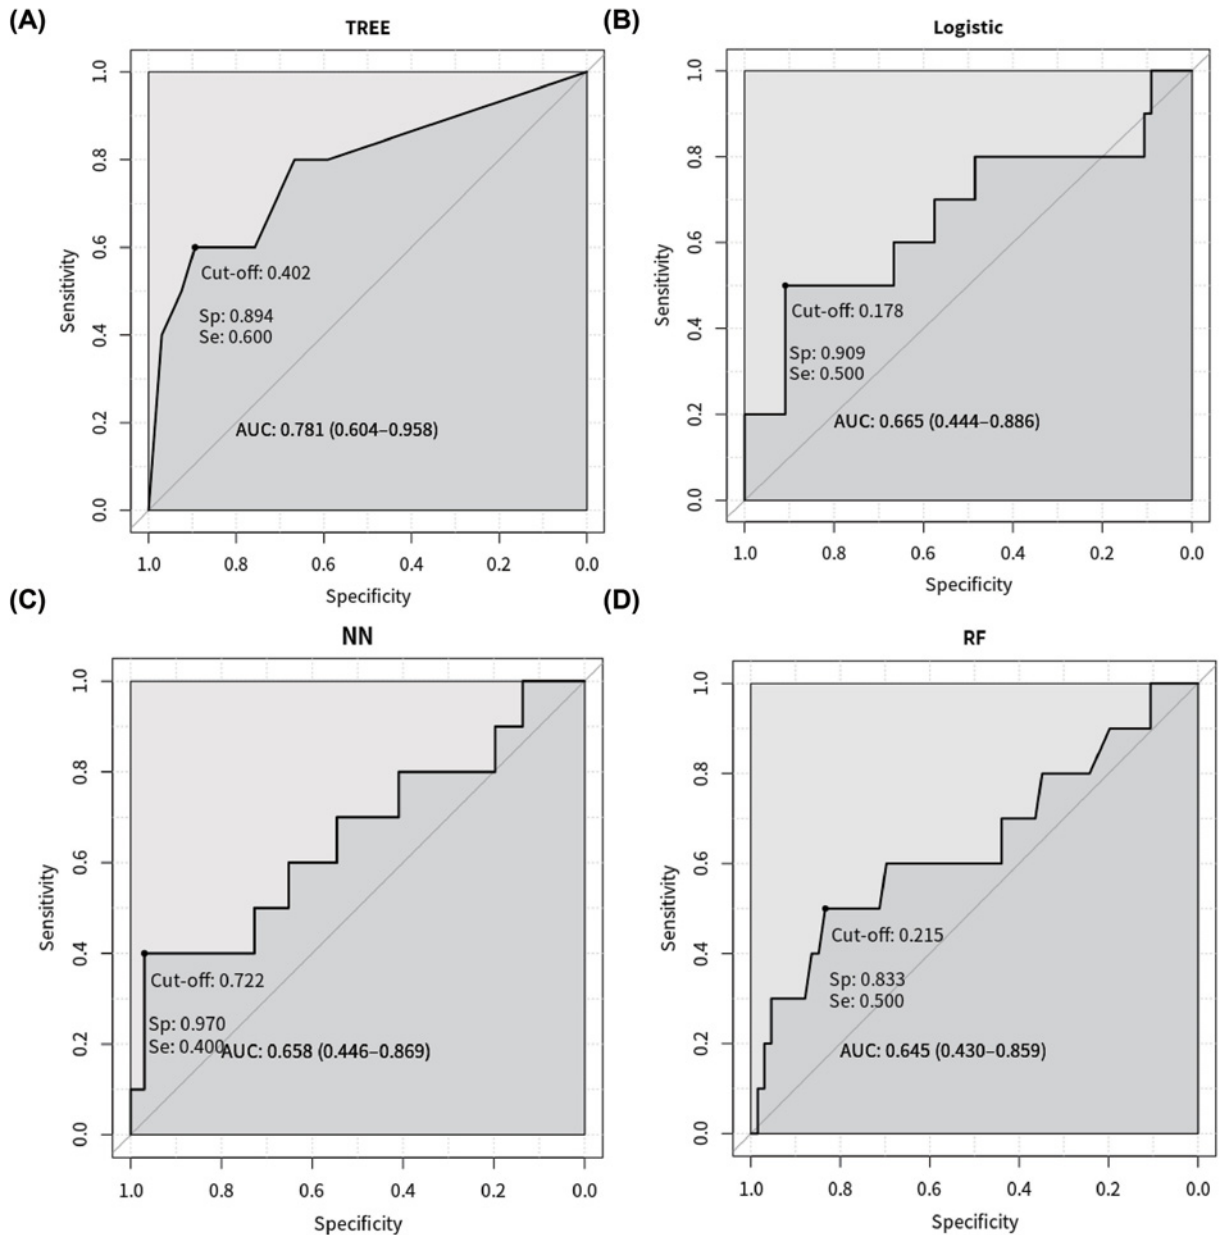 (A)
TREE
1.0
0.8
0.6
0.4
0.2
0.0
Sensitivity
Cut-off: 0.402
Sp: 0.894
Se: 0.600
AUC: 0.781 (0.604–0.958)
1.0 0.8 0.6 0.4 0.2 0.0
Specificity
(B)
Logistic
1.0
0.8
0.6
0.4
0.2
0.0
Sensitivity
Cut-off: 0.178
Sp: 0.909
Se: 0.500
AUC: 0.665 (0.444–0.886)
1.0 0.8 0.6 0.4 0.2 0.0
Specificity
(C)
NN
1.0
0.8
0.6
0.4
0.2
0.0
Sensitivity
Cut-off: 0.722
Sp: 0.970
Se: 0.400
AUC: 0.658 (0.446–0.869)
1.0 0.8 0.6 0.4 0.2 0.0
Specificity
(D)
RF
1.0
0.8
0.6
0.4
0.2
0.0
Sensitivity
Cut-off: 0.215
Sp: 0.833
Se: 0.500
AUC: 0.645 (0.430–0.859)
1.0 0.8 0.6 0.4 0.2 0.0
Specificity